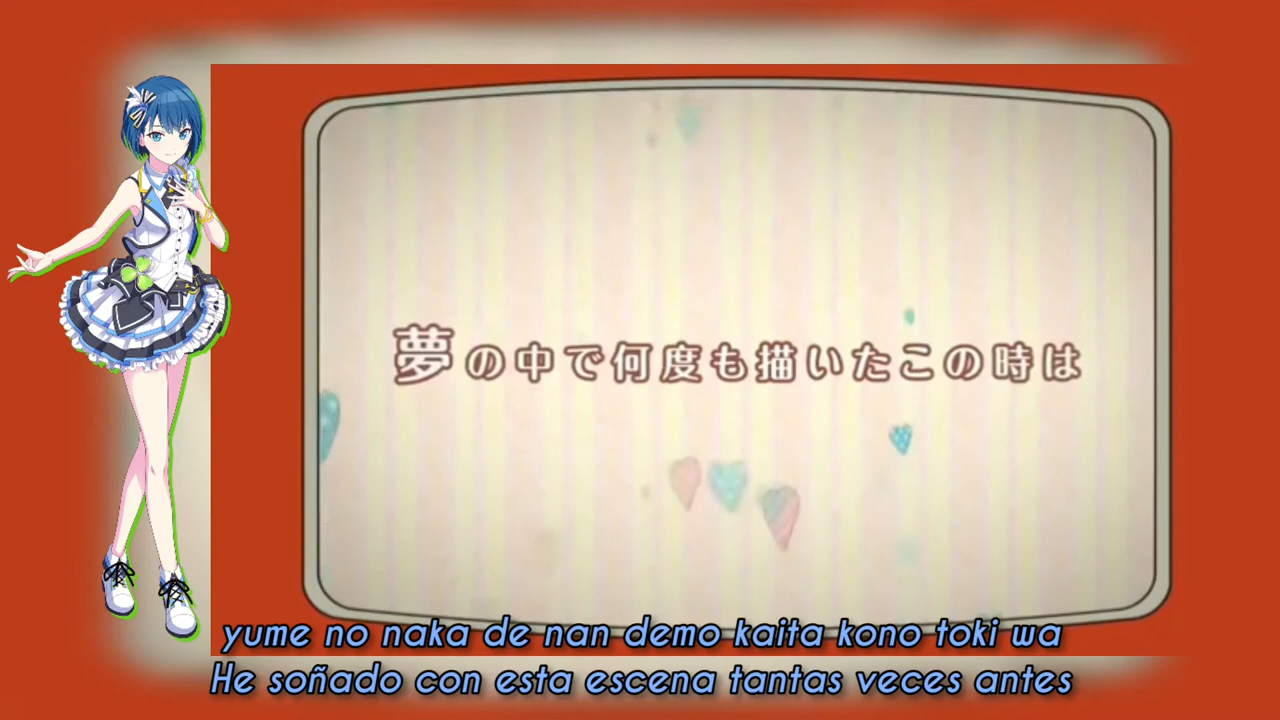 夢の中で何度も描いたこの時は
yume no naka de nan demo kaita kono toki wa
He soñado con esta escena tantas veces antes